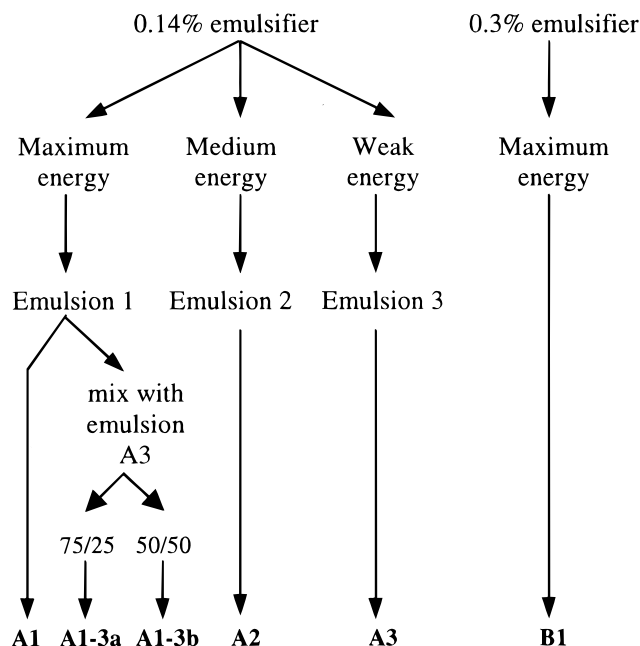 0.14% emulsifier
0.3% emulsifier
Maximum
energy
Medium
energy
Weak
energy
Maximum
energy
Emulsion 1
Emulsion 2
Emulsion 3
mix with
emulsion
A3
75/25
50/50
A1
A1-3a
A1-3b
A2
A3
B1